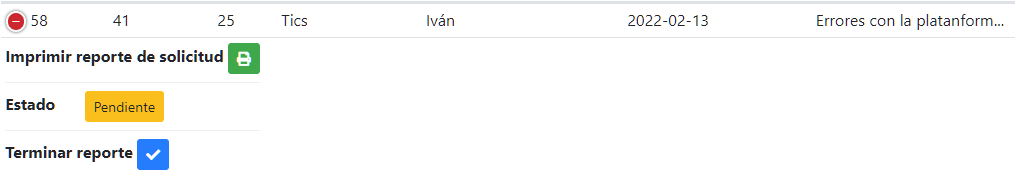 58 41 25 Tics Iván 2022-02-13 Errores con la platanform...
Imprimir reporte de solicitud
Estado Pendiente
Terminar reporte